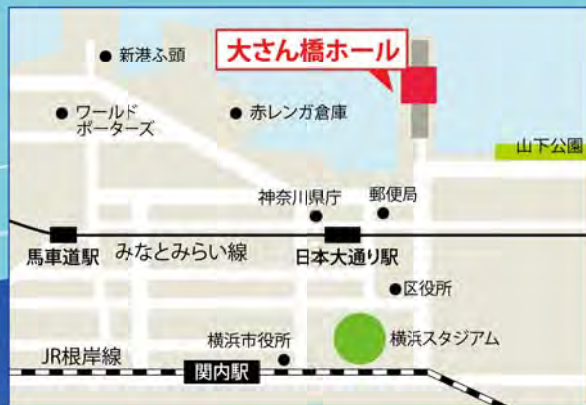 新港ふ頭
大さん橋ホール
ワールド
ポーターズ
赤レンガ倉庫
山下公園
神奈川県庁
郵便局
馬車道駅
みなとみらい線
日本大通り駅
区役所
横浜市役所
横浜スタジアム
JR根岸線
関内駅